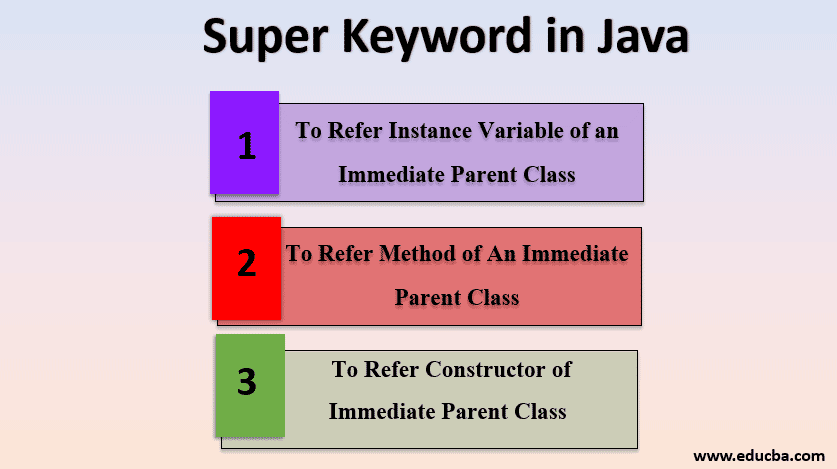 Super Keyword in Java
1
To Refer Instance Variable of an
Immediate Parent Class
2
To Refer Method of An Immediate
Parent Class
3
To Refer Constructor of
Immediate Parent Class
www.educba.com